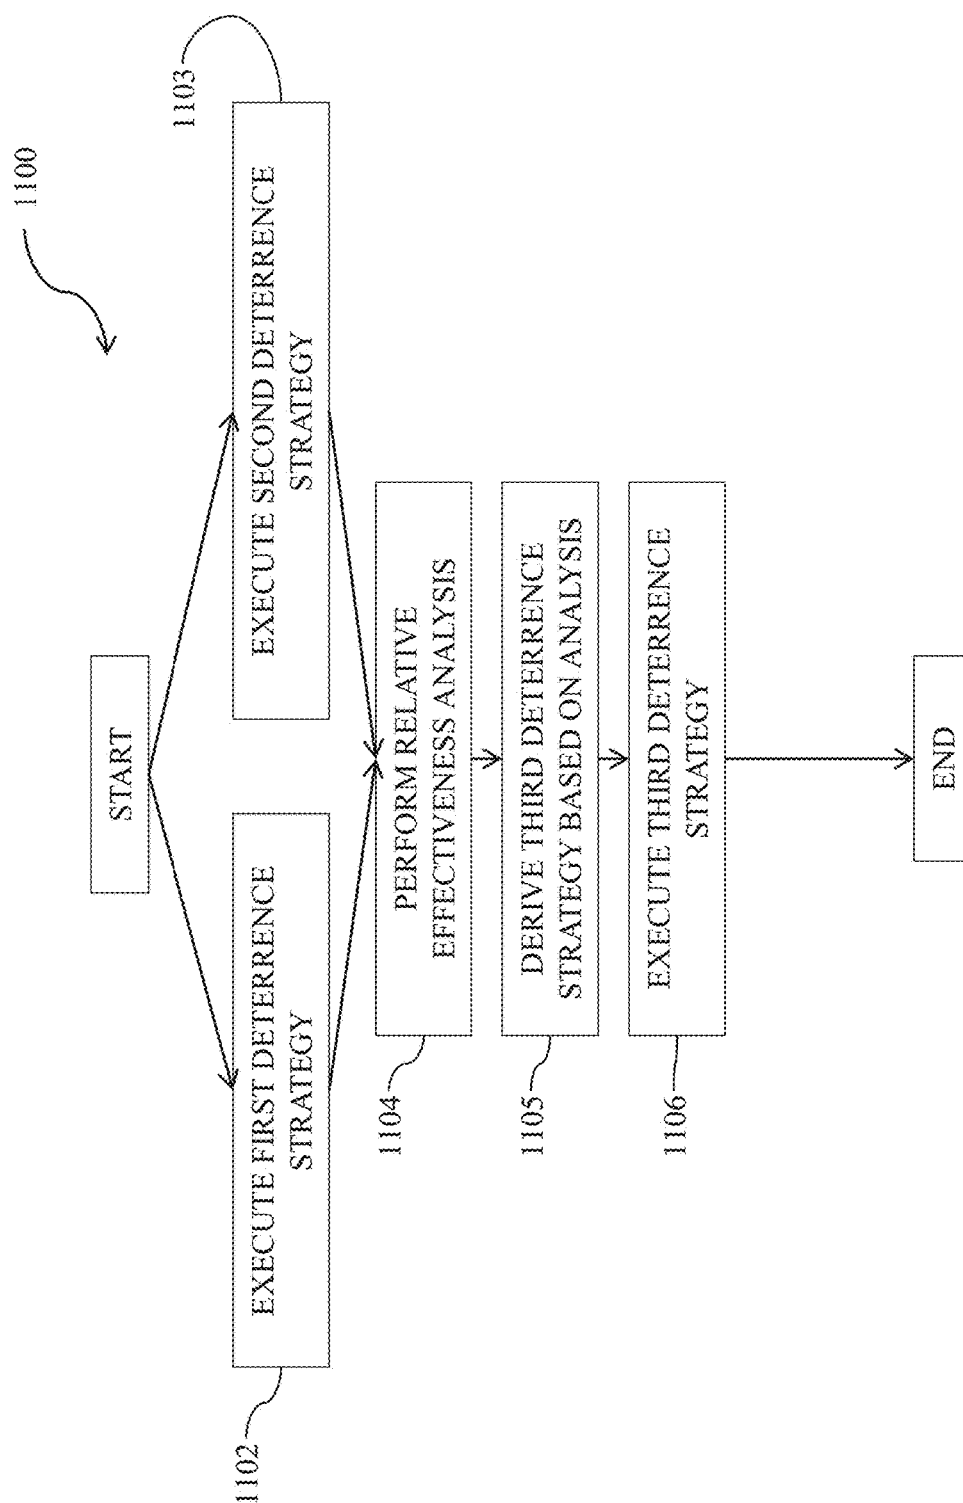 1100
START
1102
EXECUTE FIRST DETERRENCE
STRATEGY
EXECUTE SECOND DETERRENCE
STRATEGY
1103
1104
PERFORM RELATIVE
EFFECTIVENESS ANALYSIS
1105
DERIVE THIRD DETERRENCE
STRATEGY BASED ON ANALYSIS
1106
EXECUTE THIRD DETERRENCE
STRATEGY
END